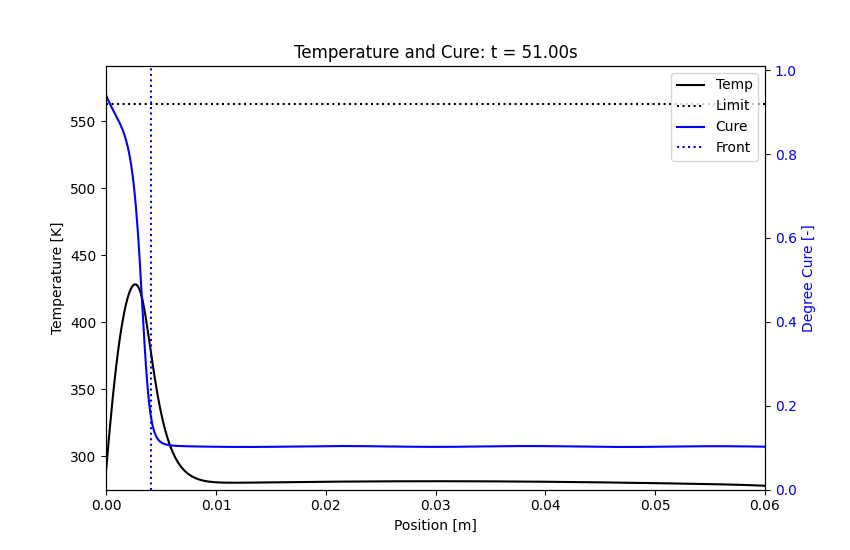 Temperature and Cure: t = 51.00s
Temp
Limit
Cure
Front
Temperature [K]
550
500
450
400
350
300
Degree Cure [-]
1.0
0.8
0.6
0.4
0.2
0.0
0.00 0.01 0.02 0.03 0.04 0.05 0.06
Position [m]